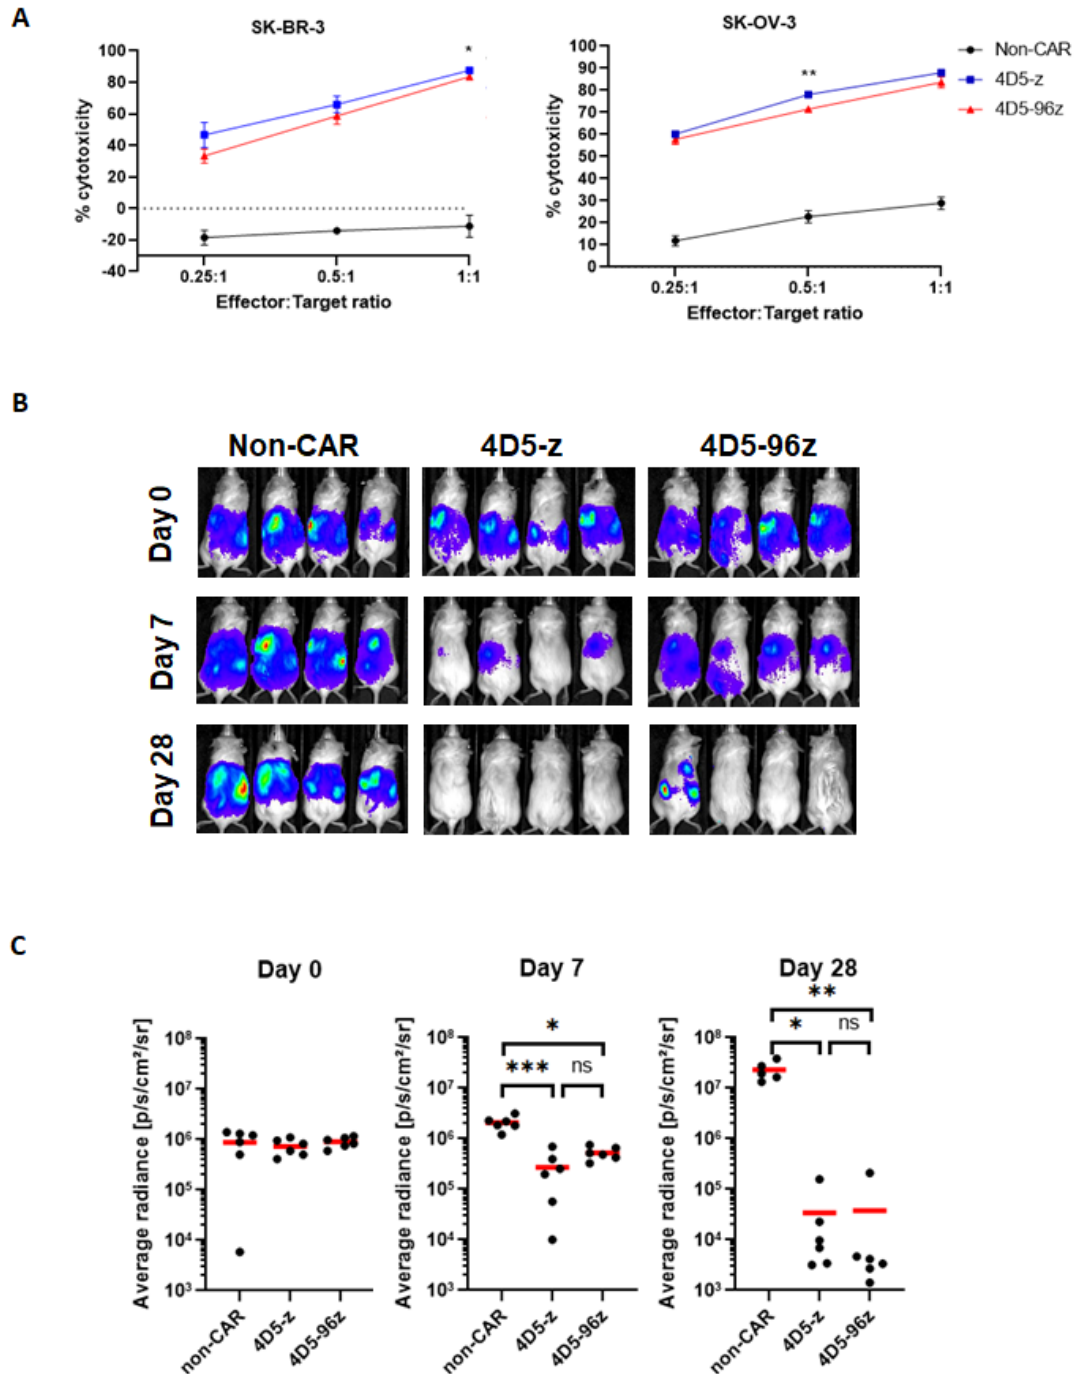 A
SK-BR-3
100
80
60
40
20
0
-20
-40
% cytotoxicity
*
0.25:1 0.5:1 1:1
Effector:Target ratio
SK-OV-3
100
90
80
70
60
50
40
30
20
10
0
% cytotoxicity
**
0.25:1 0.5:1 1:1
Effector:Target ratio
Non-CAR
4D5-z
4D5-96z
B
Non-CAR 4D5-z 4D5-96z
Day 0
Day 7
Day 28
C
Day 0
Average radiance [p/s/cm²/sr]
10⁸
10⁷
10⁶
10⁵
10⁴
10³
non-CAR 4D5-z 4D5-96z
Day 7
*
*** ns
Average radiance [p/s/cm²/sr]
10⁸
10⁷
10⁶
10⁵
10⁴
10³
non-CAR 4D5-z 4D5-96z
Day 28
**
* ns
Average radiance [p/s/cm²/sr]
10⁸
10⁷
10⁶
10⁵
10⁴
10³
non-CAR 4D5-z 4D5-96z